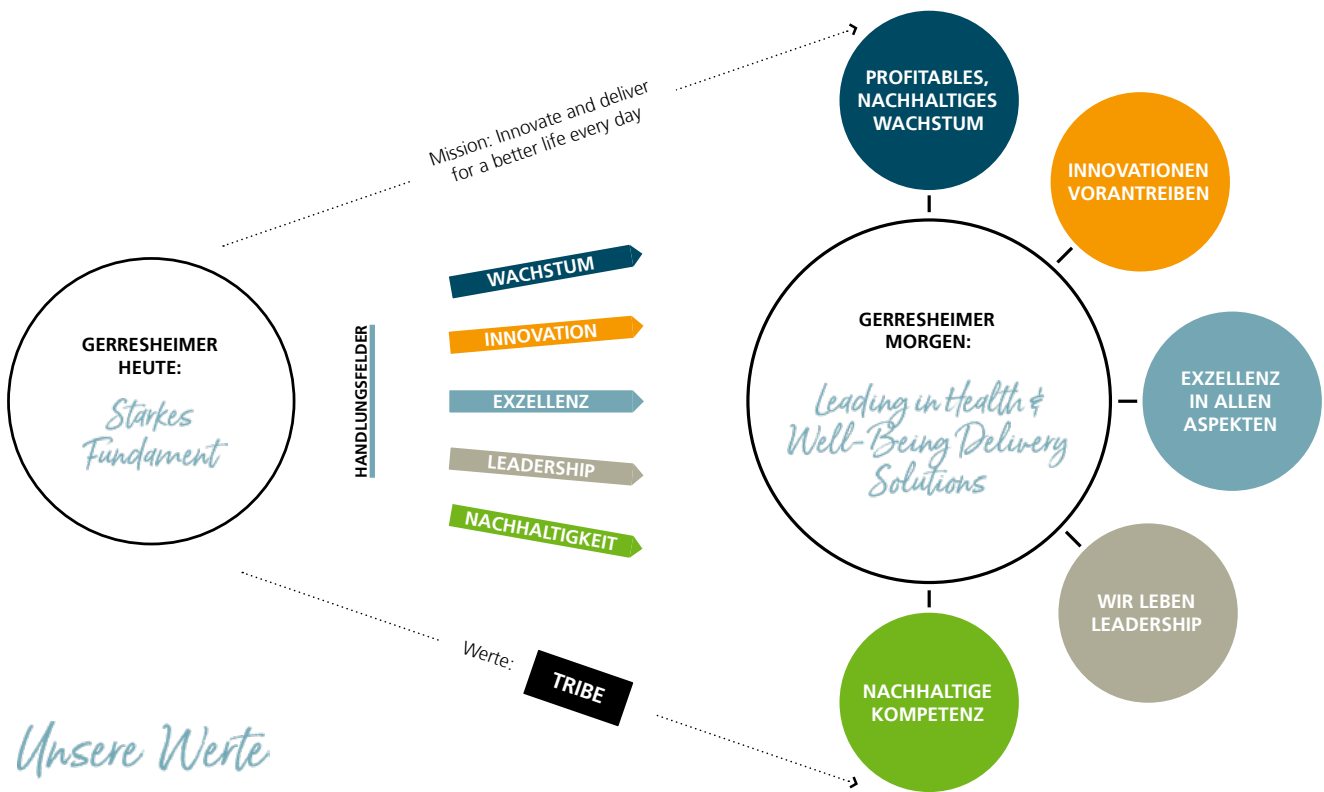 GERRESHEIMER
HEUTE:
Starkes
Fundament
Mission: Innovate and deliver
for a better life every day
HANDLUNGSFELDER
WACHSTUM
INNOVATION
EXZELLENZ
LEADERSHIP
NACHHALTIGKEIT
Werte:
TRIBE
GERRESHEIMER
MORGEN:
Leading in Health &
Well-Being Delivery
Solutions
PROFITABLES,
NACHHALTIGES
WACHSTUM
INNOVATIONEN
VORANTREIBEN
EXZELLENZ
IN ALLEN
ASPEKTEN
WIR LEBEN
LEADERSHIP
NACHHALTIGE
KOMPETENZ
Unsere Werte